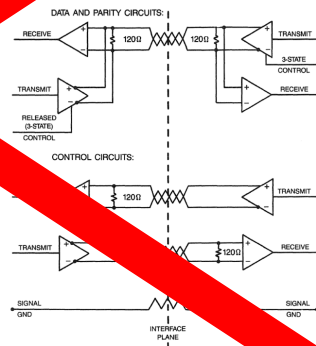 DATA AND PARITY CIRCUITS:
RECEIVE
+
−
120Ω
120Ω
+
−
TRANSMIT
3-STATE
CONTROL
TRANSMIT
+
−
+
−
RECEIVE
RELEASED
(3-STATE)
CONTROL
CONTROL CIRCUITS:
+
120Ω
+
−
TRANSMIT
TRANSMIT
+
−
120Ω
+
−
RECEIVE
SIGNAL
GND
SIGNAL
GND
INTERFACE
PLANE